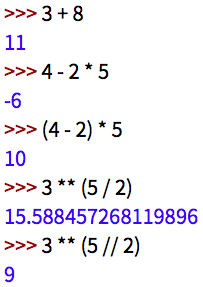 >>> 3 + 8
11
>>> 4 - 2 * 5
-6
>>> (4 - 2) * 5
10
>>> 3 ** (5 / 2)
15.588457268119896
>>> 3 ** (5 // 2)
9